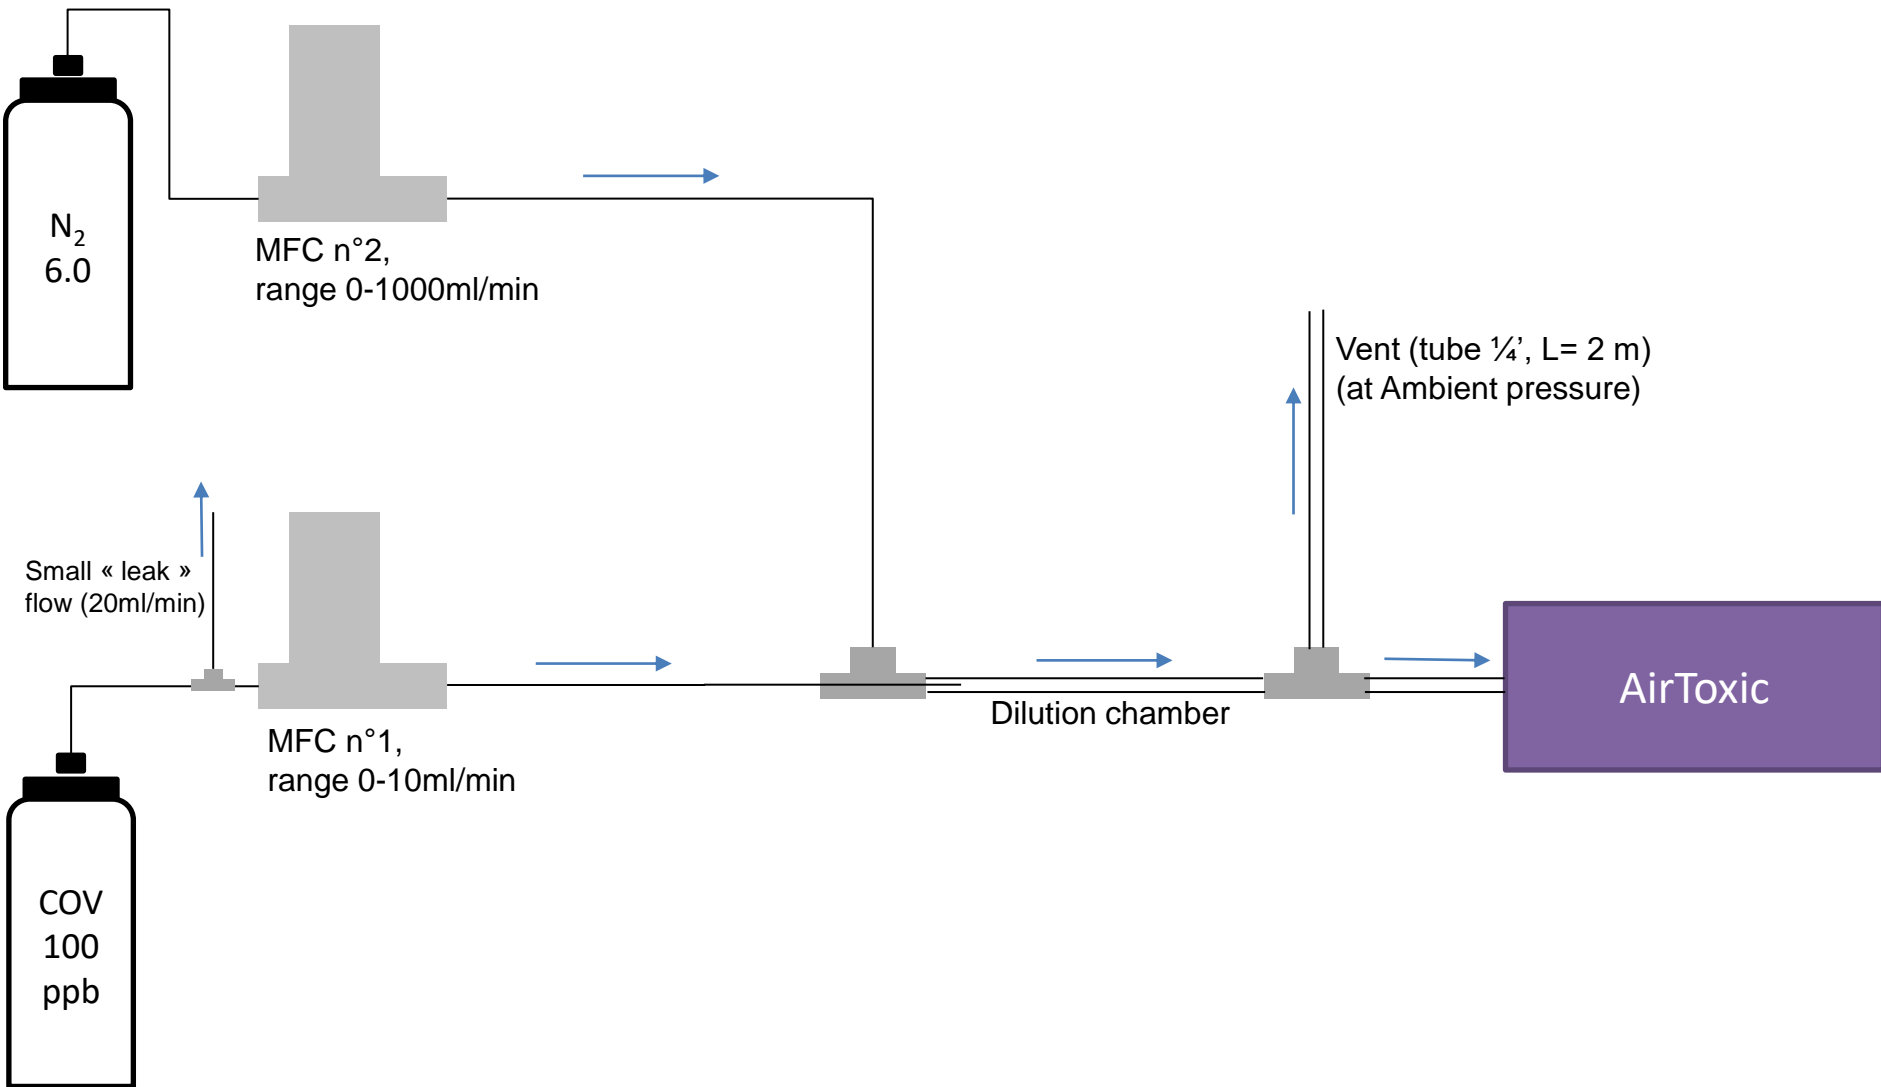 N2
6.0
MFC n°2,
range 0-1000ml/min
Vent (tube ¼’, L= 2 m)
(at Ambient pressure)
Small « leak »
flow (20ml/min)
MFC n°1,
range 0-10ml/min
Dilution chamber
AirToxic
COV
100
ppb